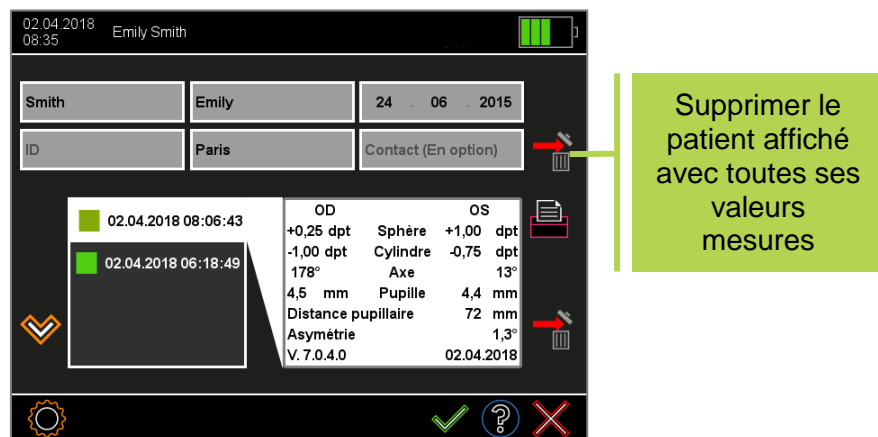 02.04.2018
08:35 Emily Smith
Smith Emily 24 . 06 . 2015
ID Paris Contact (En option)
02.04.2018 08:06:43
02.04.2018 06:18:49
OD OS
+0,25 dpt Sphère +1,00 dpt
-1,00 dpt Cylindre -0,75 dpt
178° Axe 13°
4,5 mm Pupille 4,4 mm
Distance pupillaire 72 mm
Asymétrie 1,3°
V. 7.0.4.0 02.04.2018
?
Supprimer le
patient affiché
avec toutes ses
valeurs
mesures